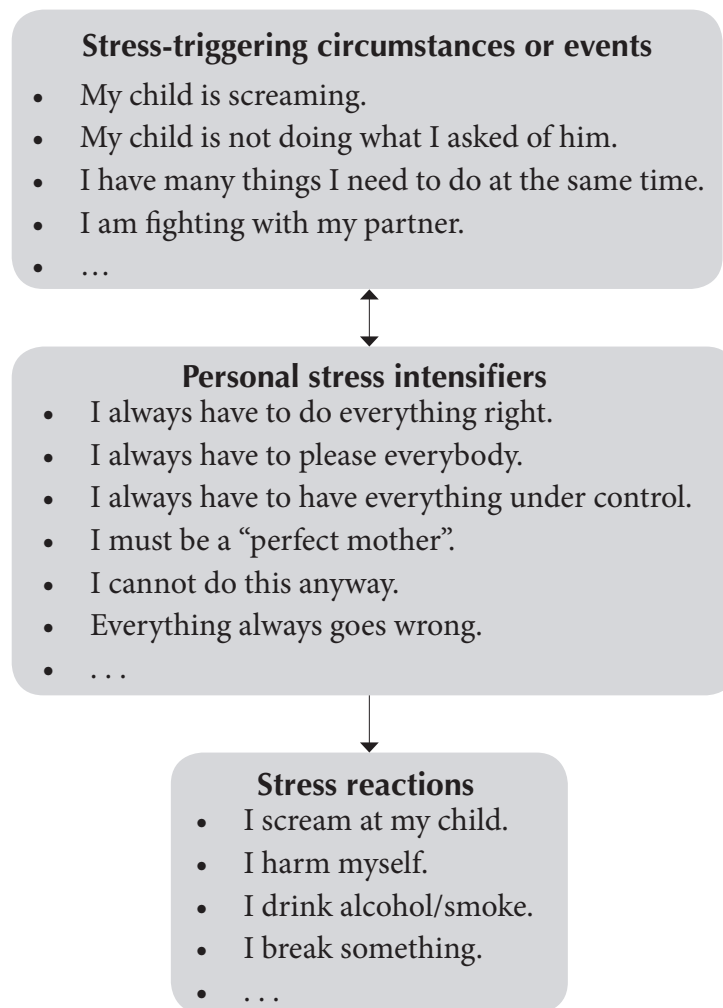 Stress-triggering circumstances or events
• My child is screaming.
• My child is not doing what I asked of him.
• I have many things I need to do at the same time.
• I am fighting with my partner.
• …
Personal stress intensifiers
• I always have to do everything right.
• I always have to please everybody.
• I always have to have everything under control.
• I must be a “perfect mother”.
• I cannot do this anyway.
• Everything always goes wrong.
• . . .
Stress reactions
• I scream at my child.
• I harm myself.
• I drink alcohol/smoke.
• I break something.
• . . .